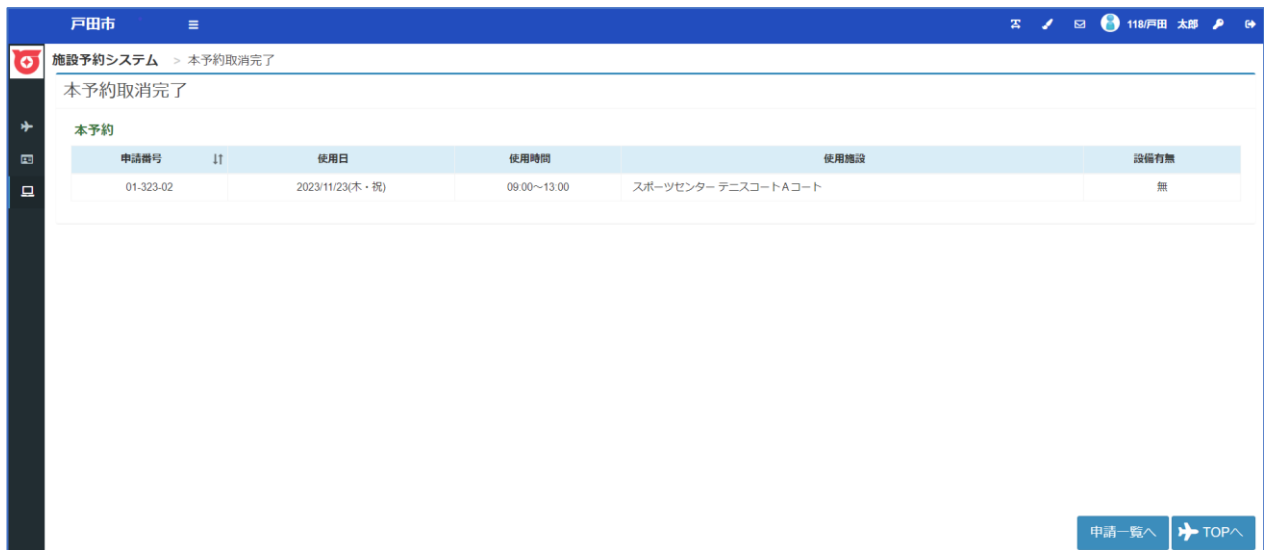 戸田市
118/戸田 太郎
施設予約システム > 本予約取消完了
本予約取消完了
本予約
申請番号 使用日 使用時間 使用施設 設備有無
01-323-02 2023/11/23(木・祝) 09:00～13:00 スポーツセンター テニスコートAコート 無
申請一覧へ TOPへ